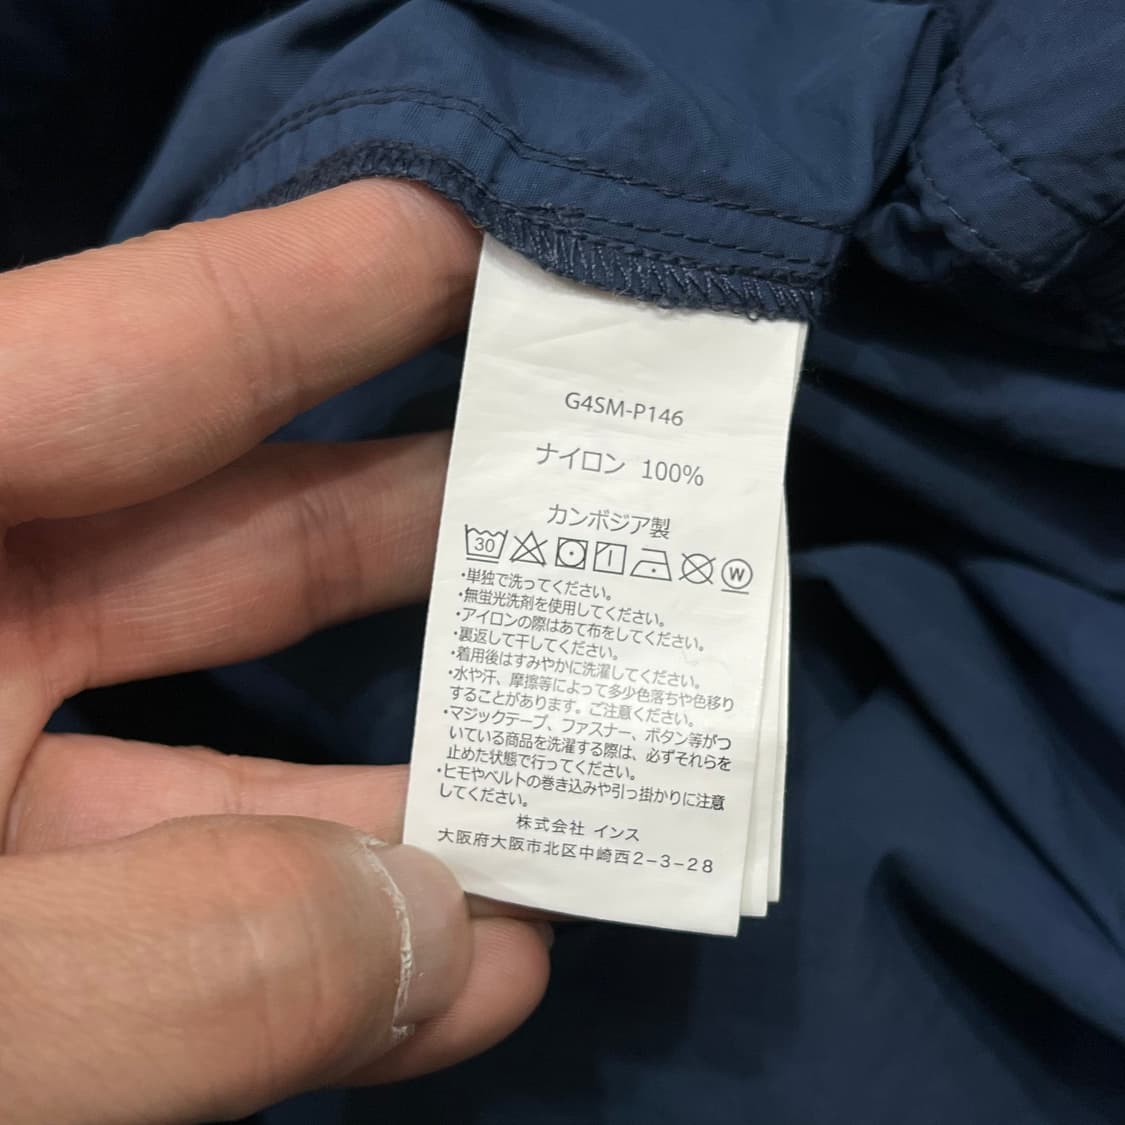 G4SM-P146
ナイロン 100%
カンボジア製
30 W
・単独で洗ってください。
・無蛍光洗剤を使用してください。
・アイロンの際はあて布をしてください。
・裏返して干してください。
・着用後はすみやかに洗濯してください。
・水や汗、摩擦等によって多少色落ちや色移り
することがあります。ご注意ください。
・マジックテープ、ファスナー、ボタン等がつ
いている商品を洗濯する際は、必ずそれらを
止めた状態で行ってください。
・ヒモやベルトの巻き込みや引っ掛かりに注意
してください。
株式会社 インス
大阪府大阪市北区中崎西2-3-28